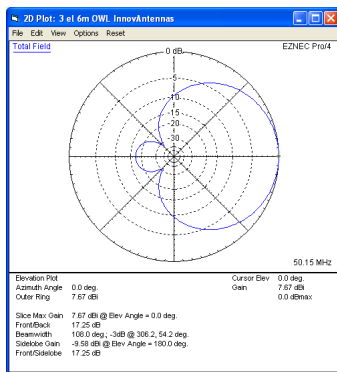 2D Plot: 3 el 6m OWL InnovAntennas
File Edit View Options Reset
Total Field
EZNEC Pro/4
0 dB
-5
-10
-15
-20
-30
50.15 MHz
Elevation Plot
Azimuth Angle 0.0 deg.
Outer Ring 7.67 dBi
Cursor Elev 0.0 deg.
Gain 7.67 dBi
0.0 dBmax
Slice Max Gain 7.67 dBi @ Elev Angle = 0.0 deg.
Front/Back 17.25 dB
Beamwidth 108.0 deg.; -3dB @ 306.2, 54.2 deg.
Sidelobe Gain -9.58 dBi @ Elev Angle = 180.0 deg.
Front/Sidelobe 17.25 dB